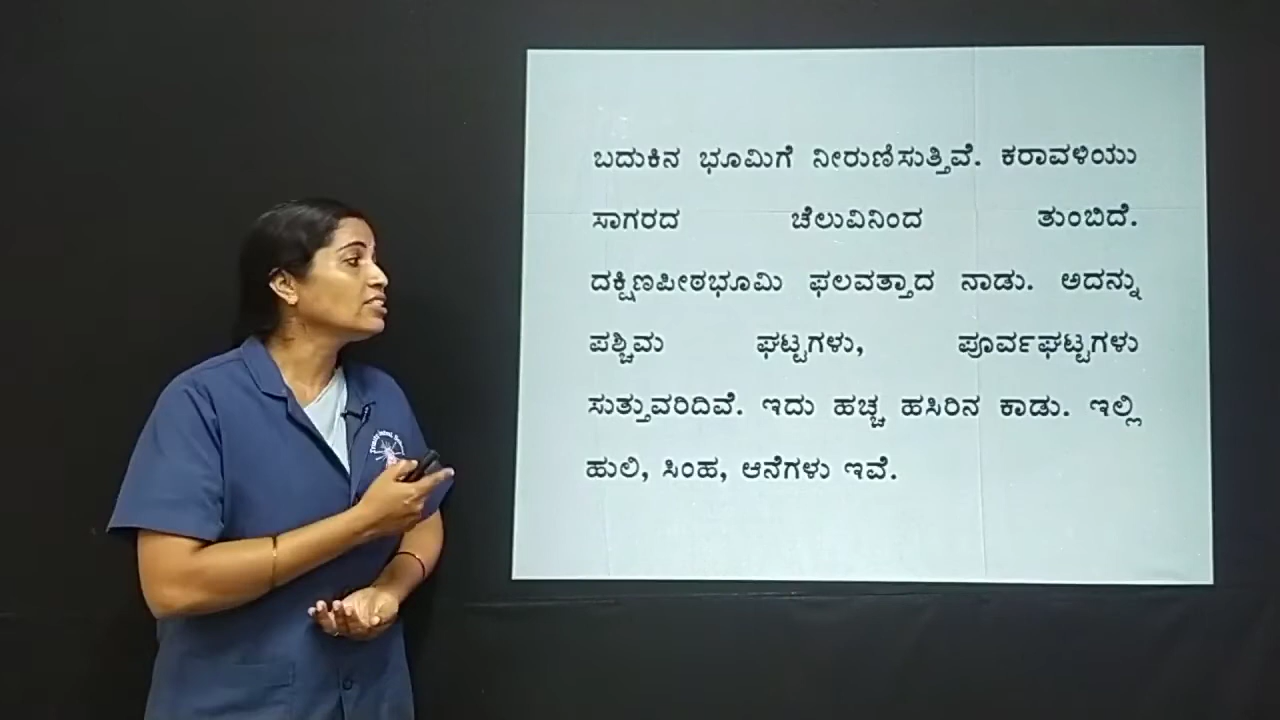 ಬದುಕಿನ ಭೂಮಿಗೆ ನೀರುಣಿಸುತ್ತಿವೆ. ಕರಾವಳಿಯು
ಸಾಗರದ ಚೆಲುವಿನಿಂದ ತುಂಬಿದೆ.
ದಕ್ಷಿಣಪೀಠಭೂಮಿ ಫಲವತ್ತಾದ ನಾಡು. ಅದನ್ನು
ಪಶ್ಚಿಮ ಘಟ್ಟಗಳು, ಪೂರ್ವಘಟ್ಟಗಳು
ಸುತ್ತುವರಿದಿವೆ. ಇದು ಹಚ್ಚ ಹಸಿರಿನ ಕಾಡು. ಇಲ್ಲಿ
ಹುಲಿ, ಸಿಂಹ, ಆನೆಗಳು ಇವೆ.